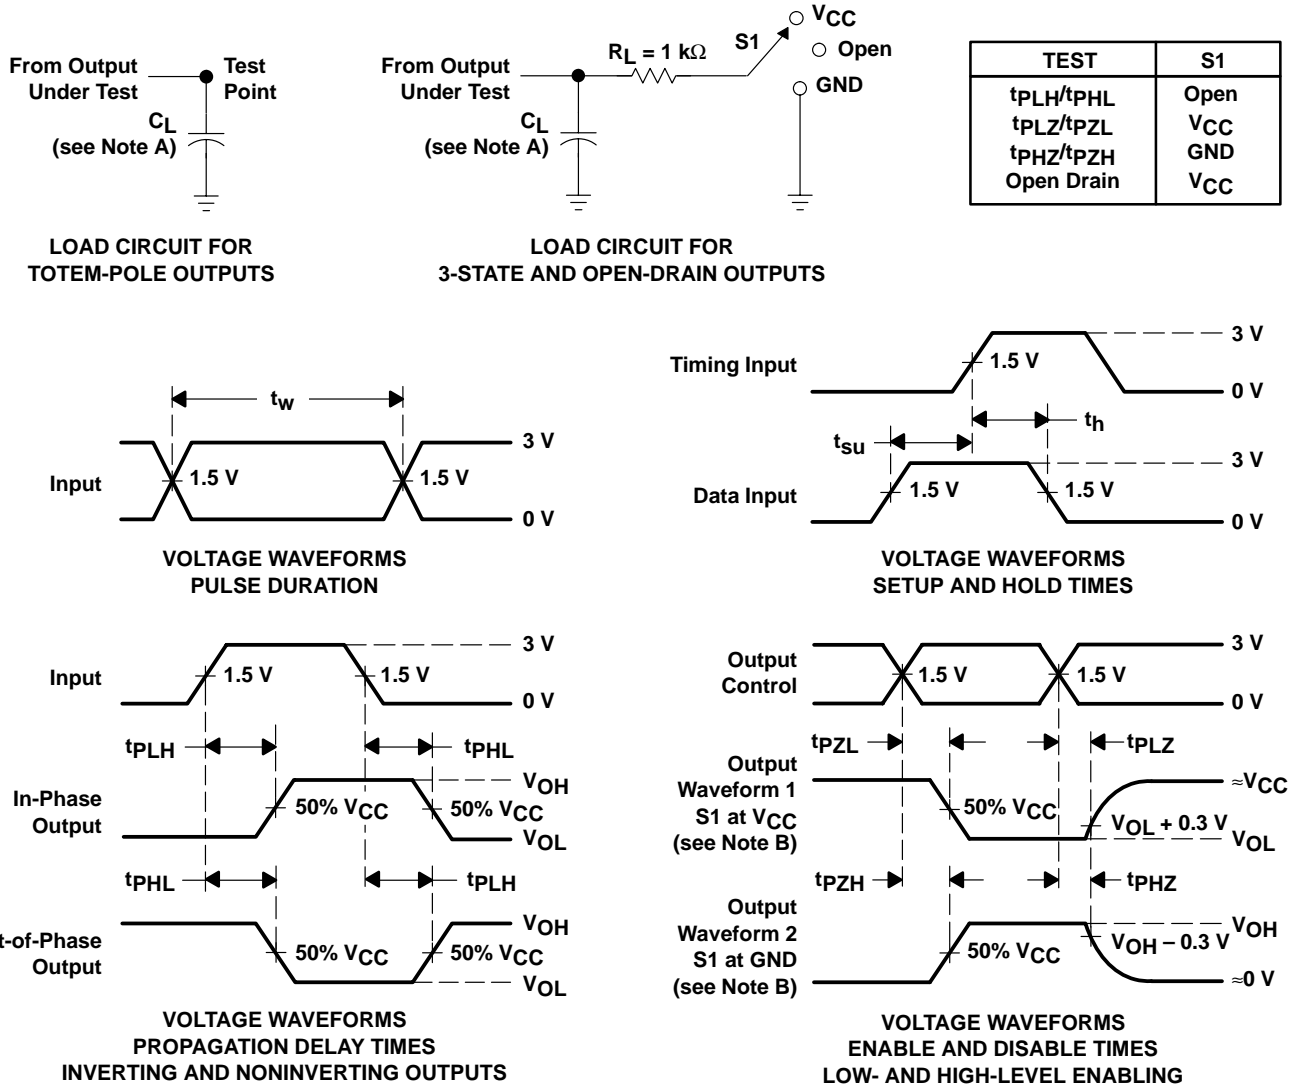 From Output
Under Test
Test
Point
CL
(see Note A)
LOAD CIRCUIT FOR
TOTEM-POLE OUTPUTS
From Output
Under Test
RL = 1 kΩ
S1
VCC
Open
GND
CL
(see Note A)
LOAD CIRCUIT FOR
3-STATE AND OPEN-DRAIN OUTPUTS
TEST S1
tPLH/tPHL Open
tPLZ/tPZL VCC
tPHZ/tPZH GND
Open Drain VCC
tw
Input
1.5 V
1.5 V
3 V
0 V
VOLTAGE WAVEFORMS
PULSE DURATION
Timing Input
1.5 V
3 V
0 V
tsu
th
Data Input
1.5 V
1.5 V
3 V
0 V
VOLTAGE WAVEFORMS
SETUP AND HOLD TIMES
Input
1.5 V
1.5 V
3 V
0 V
tPLH
tPHL
In-Phase
Output
50% VCC
50% VCC
VOH
VOL
tPHL
tPLH
t-of-Phase
Output
50% VCC
50% VCC
VOH
VOL
VOLTAGE WAVEFORMS
PROPAGATION DELAY TIMES
INVERTING AND NONINVERTING OUTPUTS
Output
Control
1.5 V
1.5 V
3 V
0 V
tPZL
tPLZ
Output
Waveform 1
S1 at VCC
(see Note B)
50% VCC
≈VCC
VOL + 0.3 V
VOL
tPZH
tPHZ
Output
Waveform 2
S1 at GND
(see Note B)
50% VCC
VOH
VOH – 0.3 V
≈0 V
VOLTAGE WAVEFORMS
ENABLE AND DISABLE TIMES
LOW- AND HIGH-LEVEL ENABLING